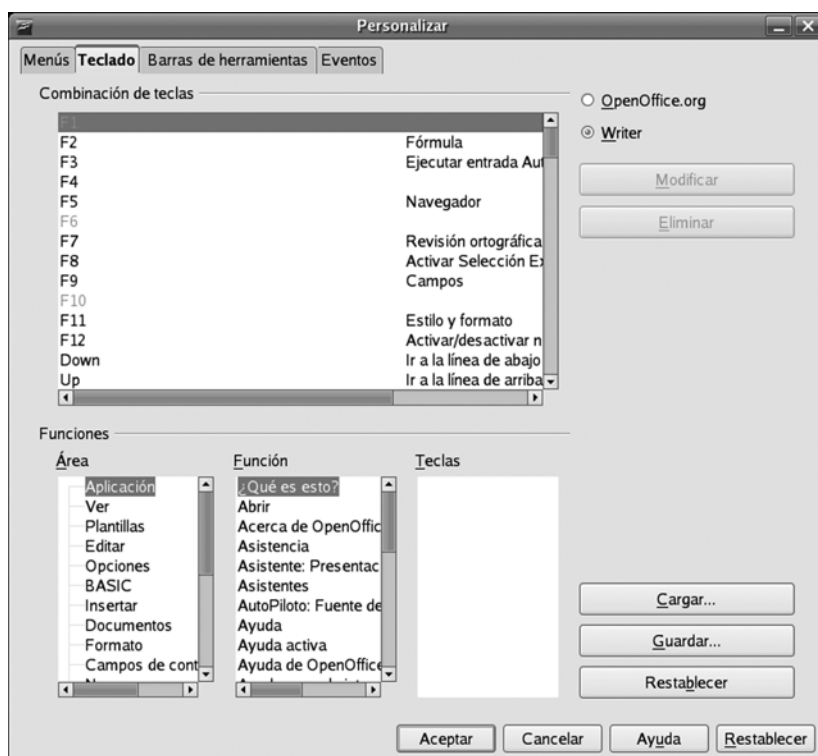 Personalizar
Menús Teclado Barras de herramientas Eventos
Combinación de teclas
OpenOffice.org
Writer
Modificar
Eliminar
F1
F2 Fórmula
F3 Ejecutar entrada Aut
F4
F5 Navegador
F6
F7 Revisión ortográfica
F8 Activar Selección Ex
F9 Campos
F10
F11 Estilo y formato
F12 Activar/desactivar n
Down Ir a la línea de abajo
Up Ir a la línea de arriba
Funciones
Área Función Teclas
Aplicación ¿Qué es esto?
Ver Abrir
Plantillas Acerca de OpenOffic
Editar Asistencia
Opciones Asistente: Presentac
BASIC Asistentes
Insertar AutoPiloto: Fuente de
Documentos Ayuda
Formato Ayuda activa
Campos de cont Ayuda de OpenOffice
Cargar...
Guardar...
Restablecer
Aceptar Cancelar Ayuda Restablecer